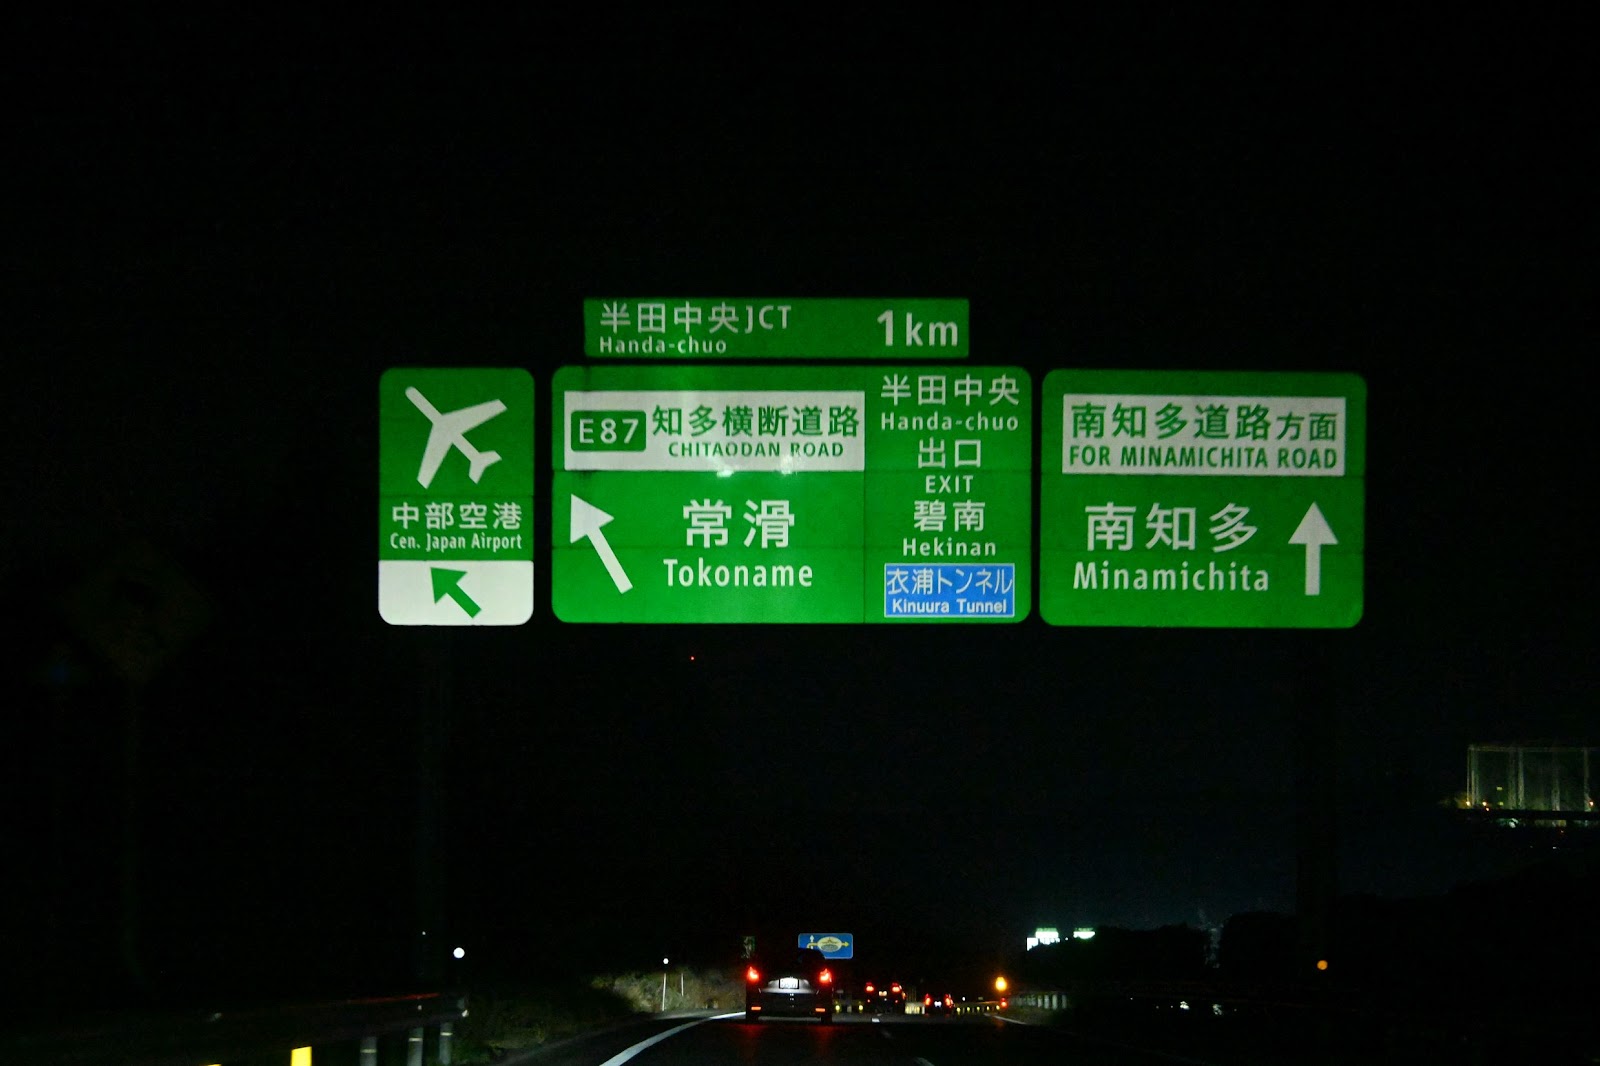 半田中央JCT 1km
Handa-chuo
中部空港
Cen. Japan Airport
E87 知多横断道路
CHITAODAN ROAD
常滑
Tokoname
半田中央
Handa-chuo
出口
EXIT
碧南
Hekinan
衣浦トンネル
Kinuura Tunnel
南知多道路方面
FOR MINAMICHITA ROAD
南知多
Minamichita